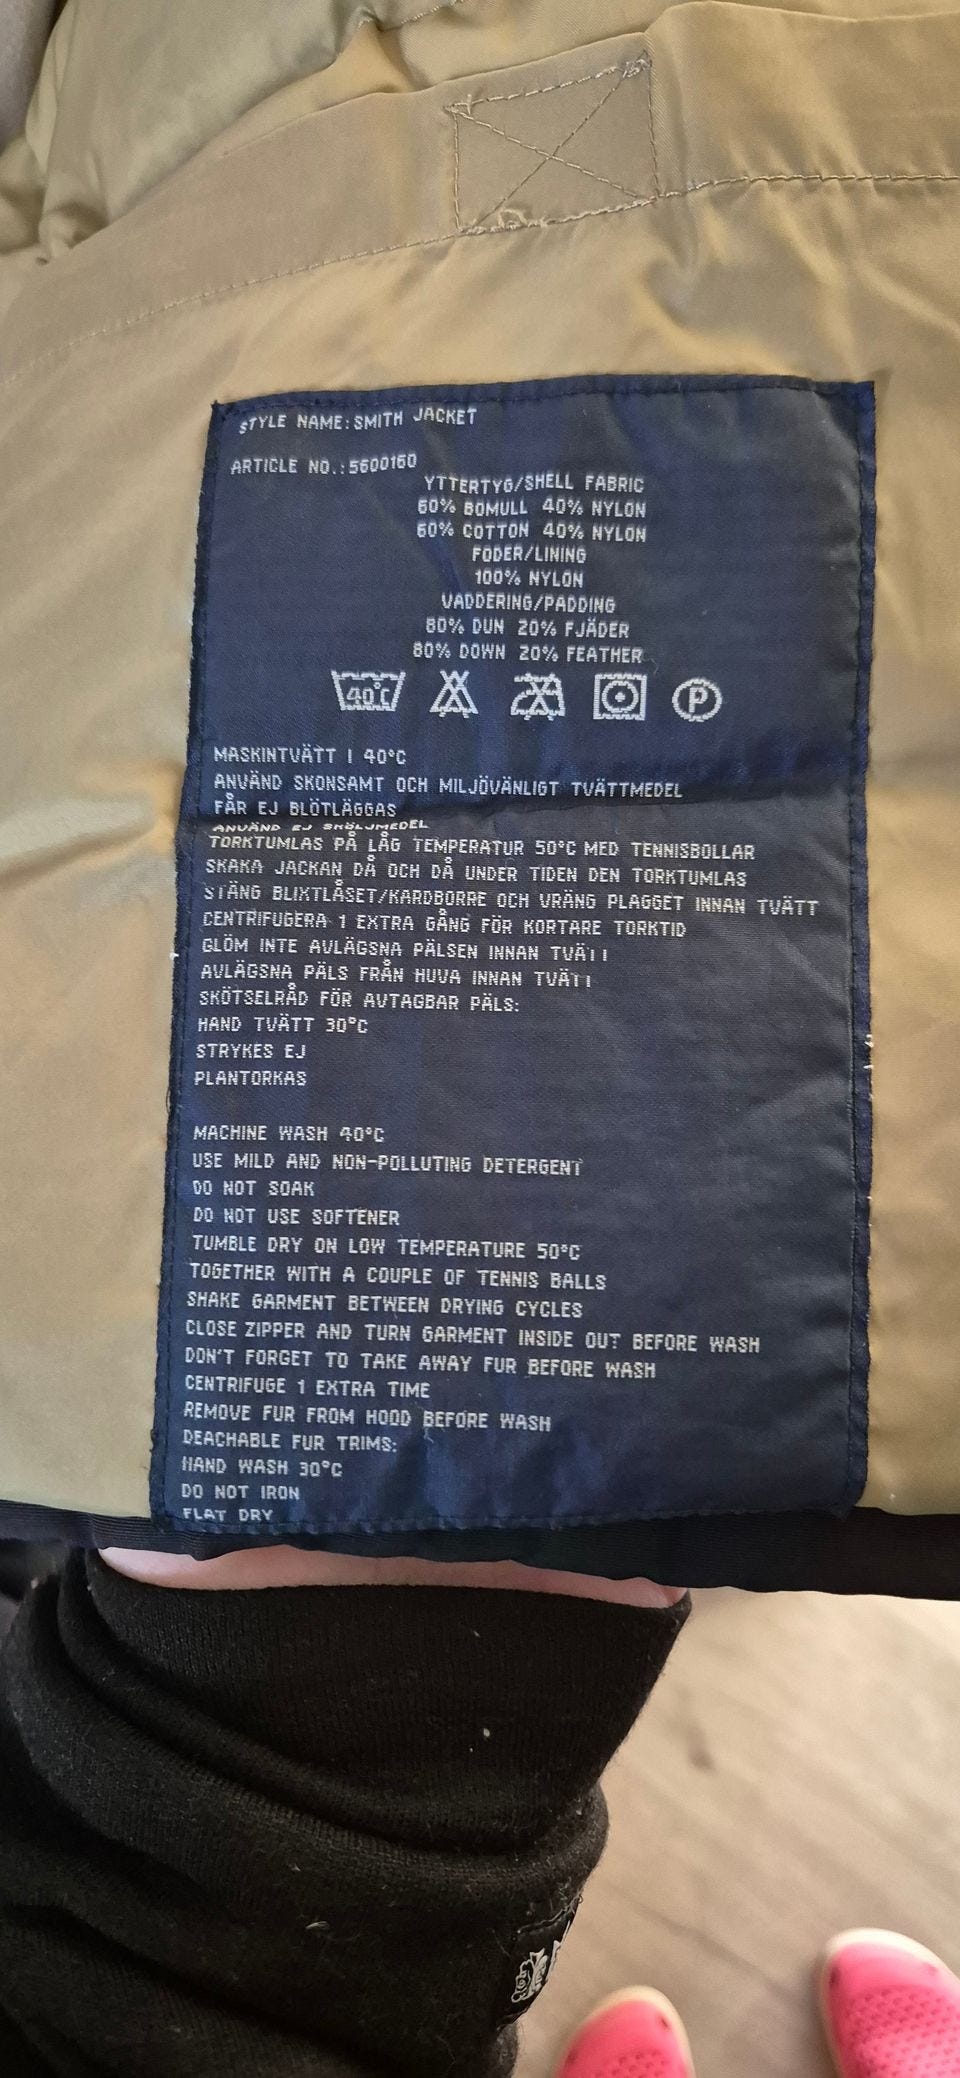 STYLE NAME:SMITH JACKET
ARTICLE NO.:5600160
YTTERTYG/SHELL FABRIC
60% BOMULL 40% NYLON
60% COTTON 40% NYLON
FODER/LINING
100% NYLON
VADDERING/PADDING
80% DUN 20% FJÄDER
80% DOWN 20% FEATHER
40°C P
MASKINTVÄTT I 40°C
ANVÄND SKONSAMT OCH MILJÖVÄNLIGT TVÄTTMEDEL
FÅR EJ BLÖTLÄGGAS
ANVÄND EJ SKÖLJMEDEL
TORKTUMLAS PÅ LÅG TEMPERATUR 50°C MED TENNISBOLLAR
SKAKA JACKAN DÅ OCH DÅ UNDER TIDEN DEN TORKTUMLAS
STÄNG BLIXTLÅSET/KARDBORRE OCH VRÄNG PLAGGET INNAN TVÄTT
CENTRIFUGERA 1 EXTRA GÅNG FÖR KORTARE TORKTID
GLÖM INTE AVLÄGSNA PÄLSEN INNAN TVÄTT
AVLÄGSNA PÄLS FRÅN HUVA INNAN TVÄTT
SKÖTSELRÅD FÖR AVTAGBAR PÄLS:
HAND TVÄTT 30°C
STRYKES EJ
PLANTORKAS
MACHINE WASH 40°C
USE MILD AND NON-POLLUTING DETERGENT
DO NOT SOAK
DO NOT USE SOFTENER
TUMBLE DRY ON LOW TEMPERATURE 50°C
TOGETHER WITH A COUPLE OF TENNIS BALLS
SHAKE GARMENT BETWEEN DRYING CYCLES
CLOSE ZIPPER AND TURN GARMENT INSIDE OUT BEFORE WASH
DON'T FORGET TO TAKE AWAY FUR BEFORE WASH
CENTRIFUGE 1 EXTRA TIME
REMOVE FUR FROM HOOD BEFORE WASH
DEACHABLE FUR TRIMS:
HAND WASH 30°C
DO NOT IRON
FLAT DRY